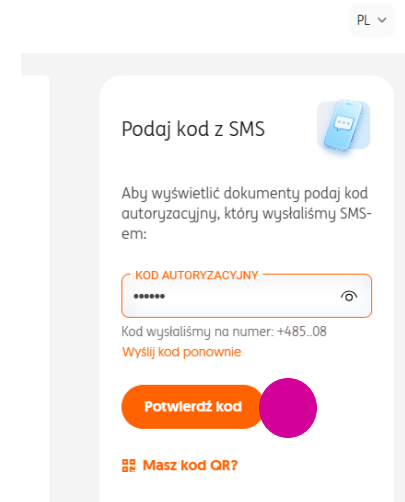 PL
Podaj kod z SMS
Aby wyświetlić dokumenty podaj kod
autoryzacyjny, który wysłaliśmy SMS-
em:
KOD AUTORYZACYJNY
••••••
Kod wysłaliśmy na numer: +485..08
Wyślij kod ponownie
Potwierdź kod
Masz kod QR?